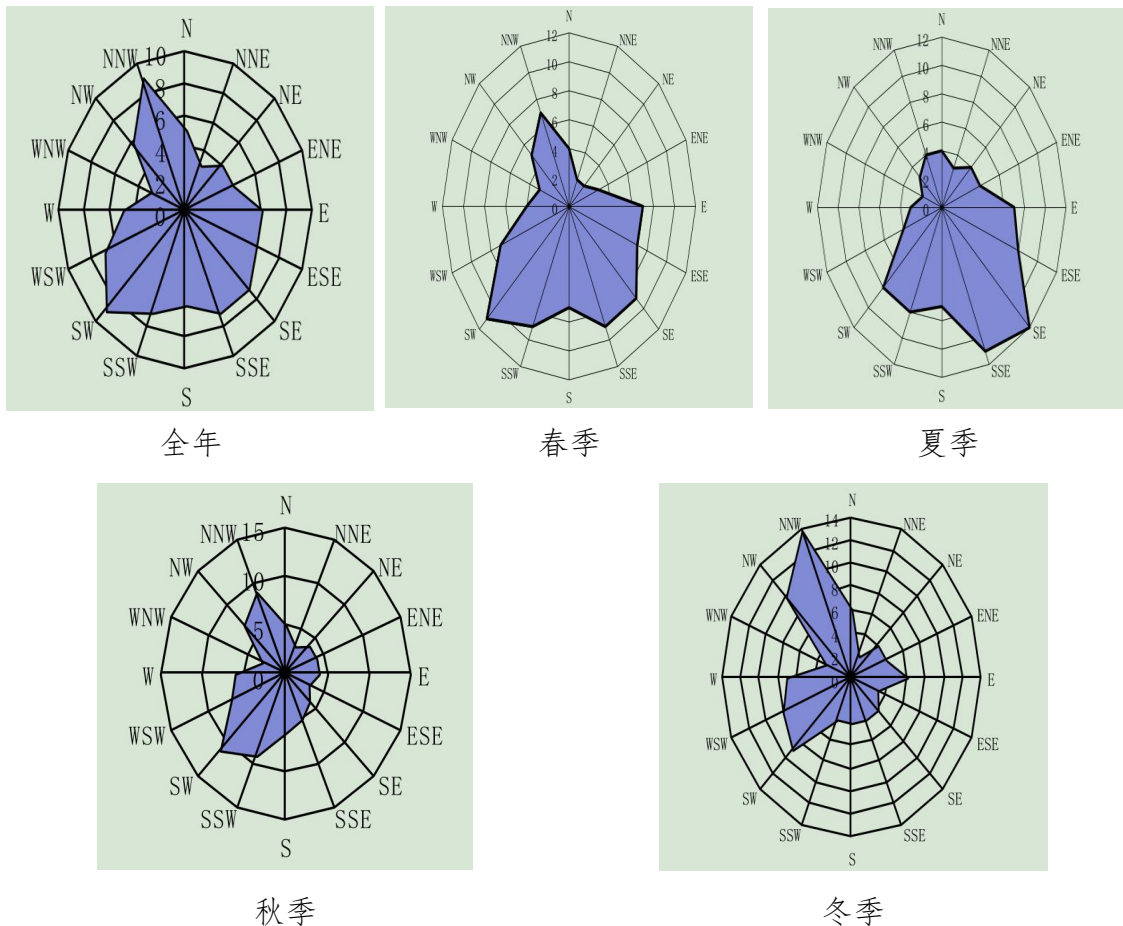 N
NNW 10 NNE
NW 8 NE
6
WNW 4 ENE
2
W 0 E
WSW ESE
SW SE
SSW SSE
S
全年
N
12
NNW NNE
10
NW 8 NE
6
WNW 4 ENE
2
W 0 E
WSW ESE
SW SE
SSW SSE
S
春季
N
12
NNW NNE
10
NW 8 NE
6
WNW 4 ENE
2
W 0 E
WSW ESE
SW SE
SSW SSE
S
夏季
N
NNW 15 NNE
NW 10 NE
WNW 5 ENE
W 0 E
WSW ESE
SW SE
SSW SSE
S
秋季
N
NNW 14 NNE
12
NW 10 NE
8
WNW 6 ENE
4
2
W 0 E
WSW ESE
SW SE
SSW SSE
S
冬季